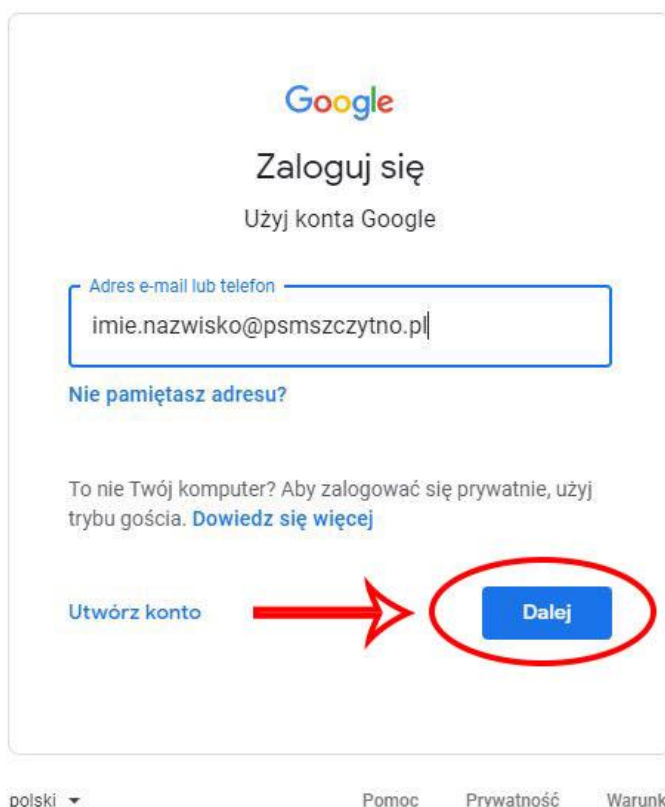 Google
Zaloguj się
Użyj konta Google
Adres e-mail lub telefon
imie.nazwisko@psmszczytno.pl
Nie pamiętasz adresu?
To nie Twój komputer? Aby zalogować się prywatnie, użyj
trybu gościa. Dowiedz się więcej
Utwórz konto
Dalej
polski
Pomoc
Prywatność
Warunk